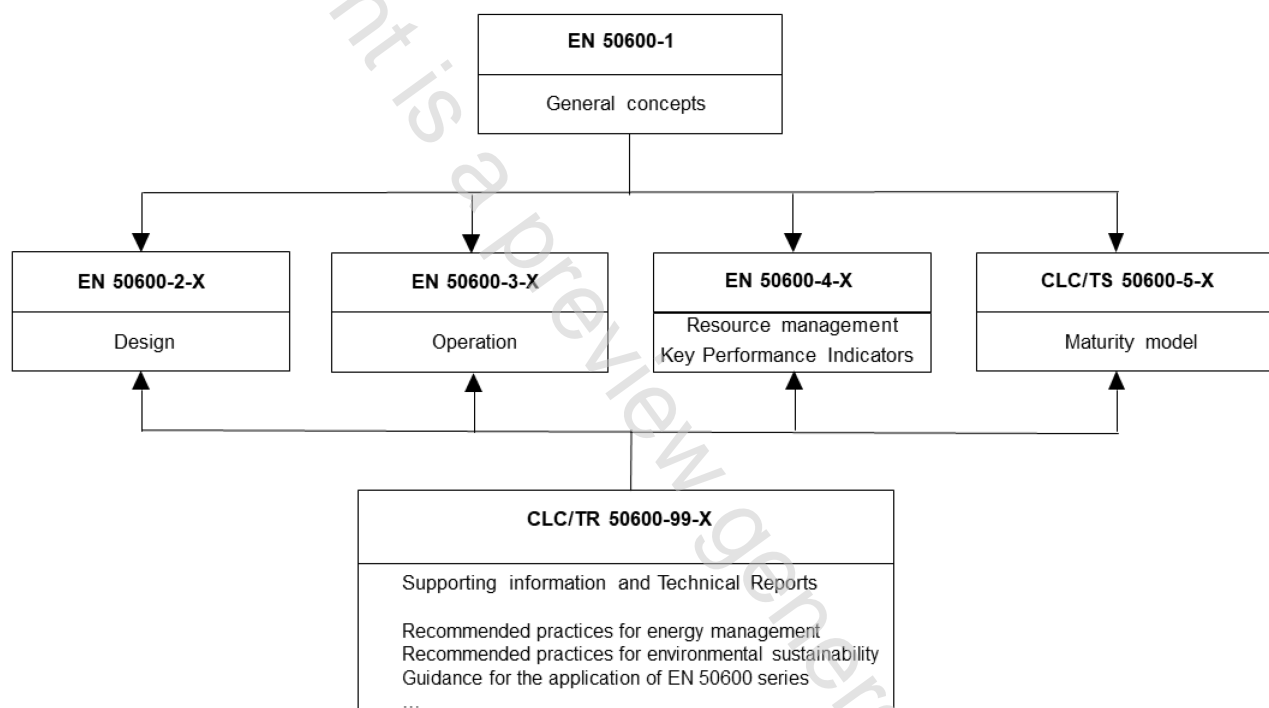 EN 50600-1
General concepts
EN 50600-2-X
EN 50600-3-X
EN 50600-4-X
CLC/TS 50600-5-X
Design
Operation
Resource management
Key Performance Indicators
Maturity model
CLC/TR 50600-99-X
Supporting information and Technical Reports
Recommended practices for energy management
Recommended practices for environmental sustainability
Guidance for the application of EN 50600 series
...
is a preview